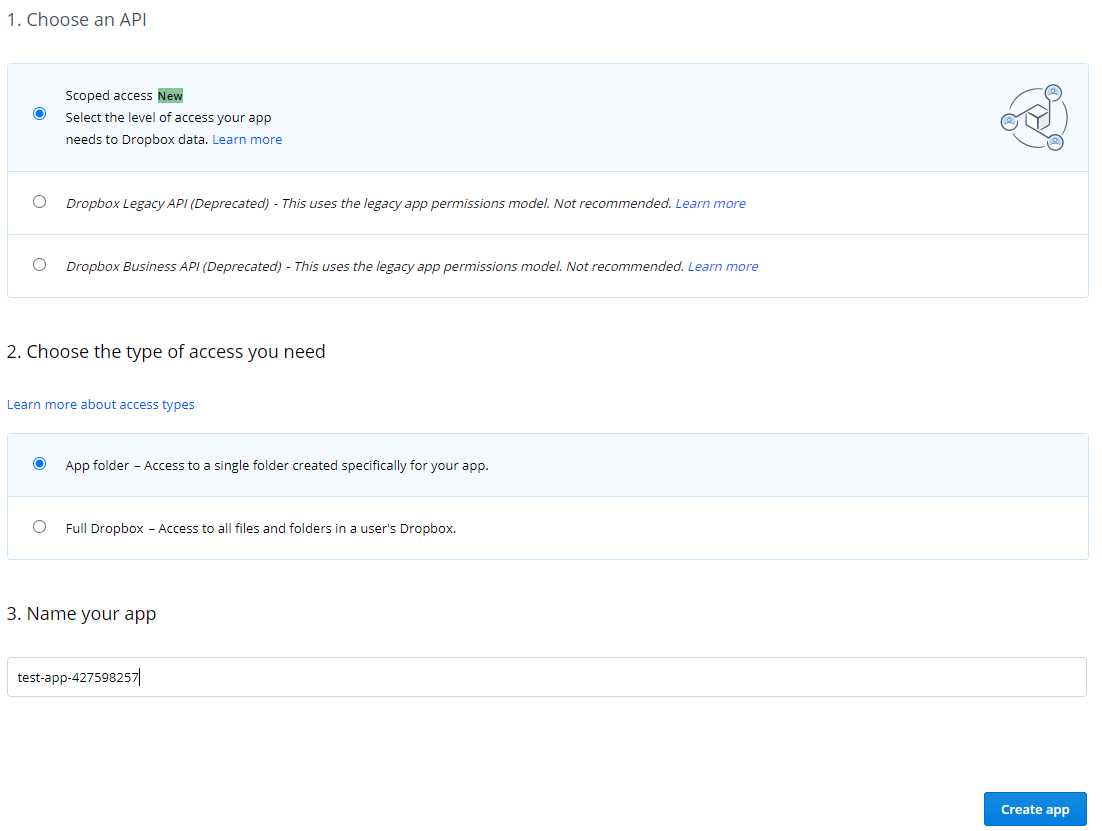 1. Choose an API
Scoped access New
Select the level of access your app
needs to Dropbox data. Learn more
Dropbox Legacy API (Deprecated) - This uses the legacy app permissions model. Not recommended. Learn more
Dropbox Business API (Deprecated) - This uses the legacy app permissions model. Not recommended. Learn more
2. Choose the type of access you need
Learn more about access types
App folder – Access to a single folder created specifically for your app.
Full Dropbox – Access to all files and folders in a user's Dropbox.
3. Name your app
test-app-427598257
Create app